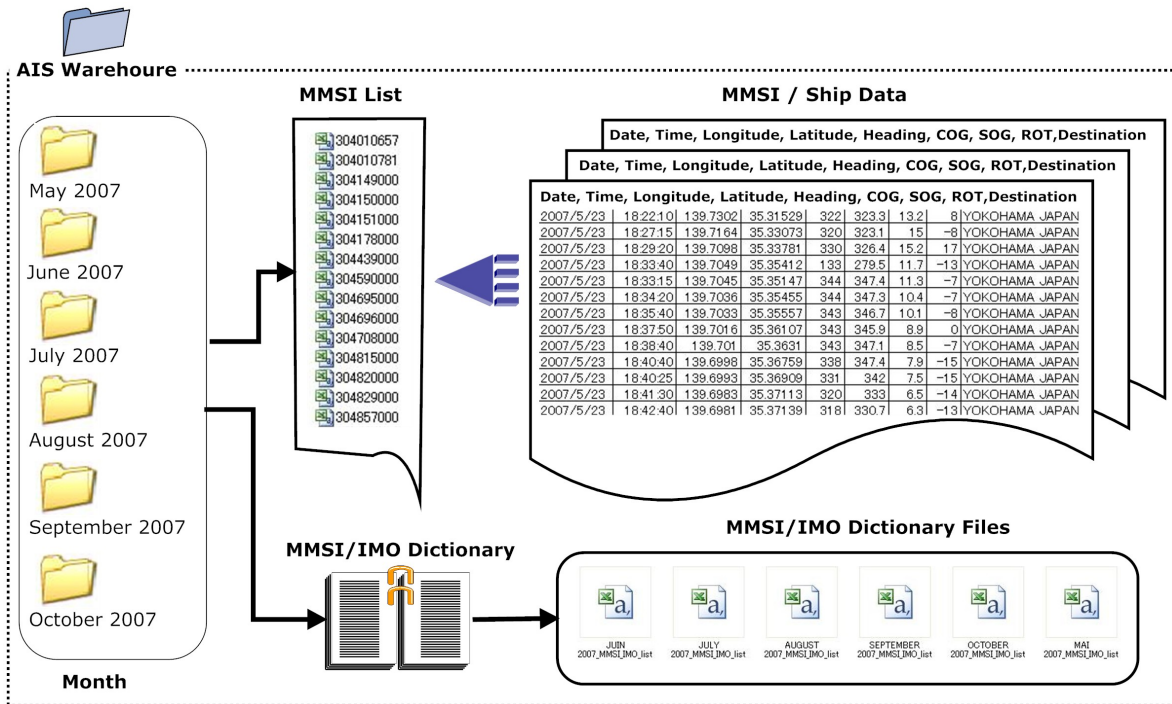 AIS Warehoure
MMSI List
MMSI / Ship Data
May 2007
June 2007
July 2007
August 2007
September 2007
October 2007
Month
304010657
304010781
304149000
304150000
304151000
304178000
304439000
304590000
304695000
304696000
304708000
304815000
304820000
304829000
304857000
Date, Time, Longitude, Latitude, Heading, COG, SOG, ROT,Destination
Date, Time, Longitude, Latitude, Heading, COG, SOG, ROT,Destination
Date, Time, Longitude, Latitude, Heading, COG, SOG, ROT,Destination
2007/5/23 18:22:10 139.7302 35.31529 322 323.3 13.2 8 YOKOHAMA JAPAN
2007/5/23 18:27:15 139.7164 35.33073 320 323.1 15 -8 YOKOHAMA JAPAN
2007/5/23 18:29:20 139.7098 35.33781 330 326.4 15.2 17 YOKOHAMA JAPAN
2007/5/23 18:33:40 139.7049 35.35412 133 279.5 11.7 -13 YOKOHAMA JAPAN
2007/5/23 18:33:15 139.7045 35.35147 344 347.4 11.3 -7 YOKOHAMA JAPAN
2007/5/23 18:34:20 139.7036 35.35455 344 347.3 10.4 -7 YOKOHAMA JAPAN
2007/5/23 18:35:40 139.7033 35.35557 343 346.7 10.1 -8 YOKOHAMA JAPAN
2007/5/23 18:37:50 139.7016 35.36107 343 345.9 8.9 0 YOKOHAMA JAPAN
2007/5/23 18:38:40 139.701 35.3631 343 347.1 8.5 -7 YOKOHAMA JAPAN
2007/5/23 18:40:40 139.6998 35.36759 338 347.4 7.9 -15 YOKOHAMA JAPAN
2007/5/23 18:40:25 139.6993 35.36909 331 342 7.5 -15 YOKOHAMA JAPAN
2007/5/23 18:41:30 139.6983 35.37113 320 333 6.5 -14 YOKOHAMA JAPAN
2007/5/23 18:42:40 139.6981 35.37139 318 330.7 6.3 -13 YOKOHAMA JAPAN
MMSI/IMO Dictionary
MMSI/IMO Dictionary Files
JUIN
2007_MMSI_IMO_list
JULY
2007_MMSI_IMO_list
AUGUST
2007_MMSI_IMO_list
SEPTEMBER
2007_MMSI_IMO_list
OCTOBER
2007_MMSI_IMO_list
MAI
2007_MMSI_IMO_list